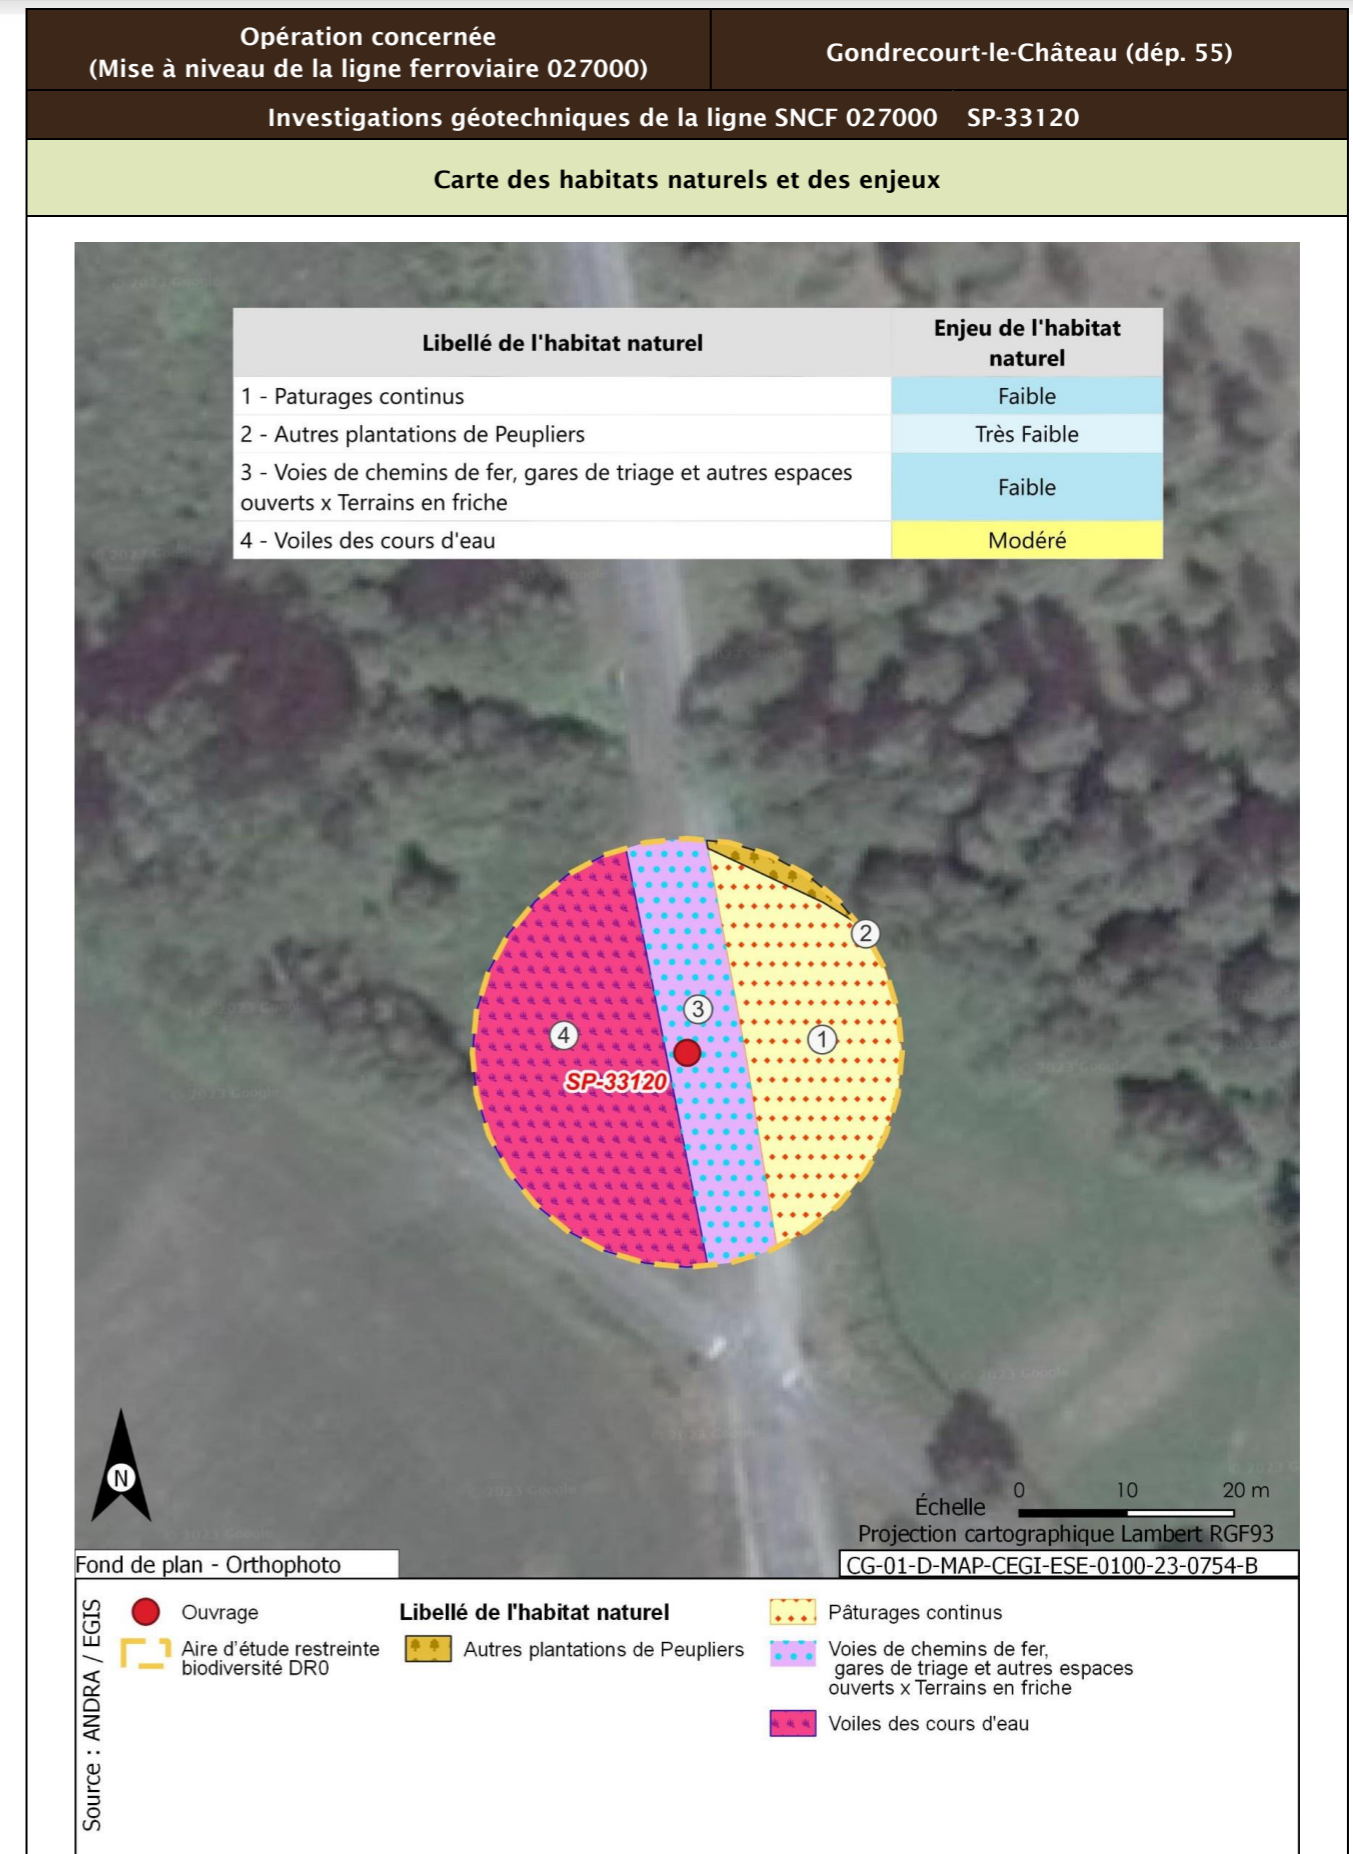 Opération concernée
(Mise à niveau de la ligne ferroviaire 027000)
Gondrecourt-le-Château (dép. 55)
Investigations géotechniques de la ligne SNCF 027000 SP-33120
Carte des habitats naturels et des enjeux
© 2023 Google
Libellé de l'habitat naturel
Enjeu de l'habitat
naturel
1 - Paturages continus
Faible
2 - Autres plantations de Peupliers
Très Faible
3 - Voies de chemins de fer, gares de triage et autres espaces
ouverts x Terrains en friche
Faible
4 - Voiles des cours d'eau
Modéré
2
3
4
1
SP-33120
© 2023 Google
N
0 10 20 m
Échelle
Projection cartographique Lambert RGF93
Fond de plan - Orthophoto
CG-01-D-MAP-CEGI-ESE-0100-23-0754-B
Source : ANDRA / EGIS
Ouvrage
Aire d'étude restreinte
biodiversité DR0
Libellé de l'habitat naturel
Autres plantations de Peupliers
Pâturages continus
Voies de chemins de fer,
gares de triage et autres espaces
ouverts x Terrains en friche
Voiles des cours d'eau